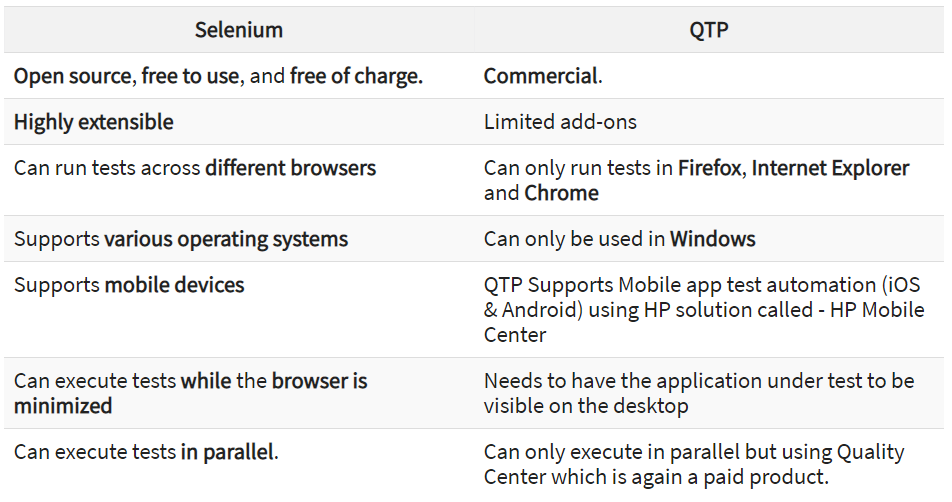 Selenium QTP
Open source, free to use, and free of charge. Commercial.
Highly extensible Limited add-ons
Can run tests across different browsers Can only run tests in Firefox, Internet Explorer
and Chrome
Supports various operating systems Can only be used in Windows
Supports mobile devices QTP Supports Mobile app test automation (iOS
& Android) using HP solution called - HP Mobile
Center
Can execute tests while the browser is Needs to have the application under test to be
minimized visible on the desktop
Can execute tests in parallel. Can only execute in parallel but using Quality
Center which is again a paid product.